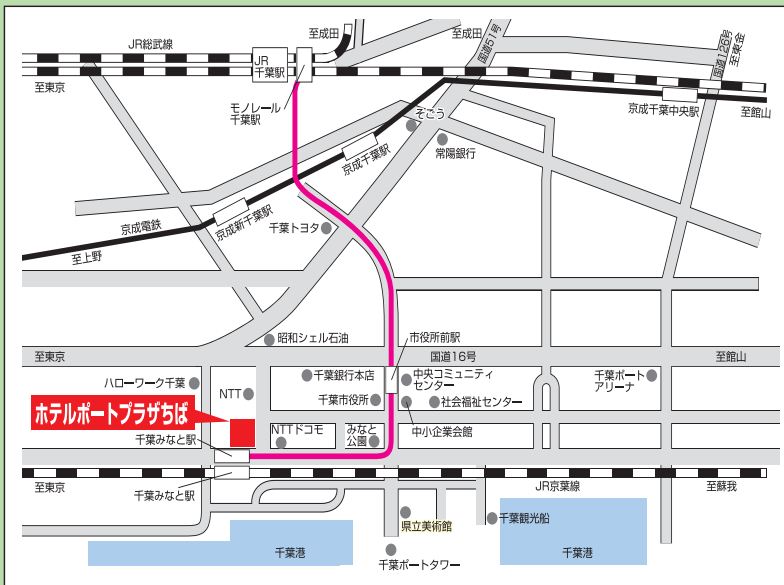 至成田
至成田
国道51号
国道126号
至東金
JR総武線
JR
千葉駅
至東京
モノレール
千葉駅
そごう
京成千葉中央駅
至館山
常陽銀行
京成千葉駅
京成新千葉駅
京成電鉄
千葉トヨタ
至上野
昭和シェル石油
市役所前駅
至東京
国道16号
至館山
ハローワーク千葉
千葉銀行本店
中央コミュニティ
センター
千葉ポート
アリーナ
NTT
千葉市役所
社会福祉センター
ホテルポートプラザちば
千葉みなと駅
NTTドコモ
みなと
公園
中小企業会館
至東京
千葉みなと駅
JR京葉線
至蘇我
県立美術館
千葉観光船
千葉港
千葉ポートタワー
千葉港